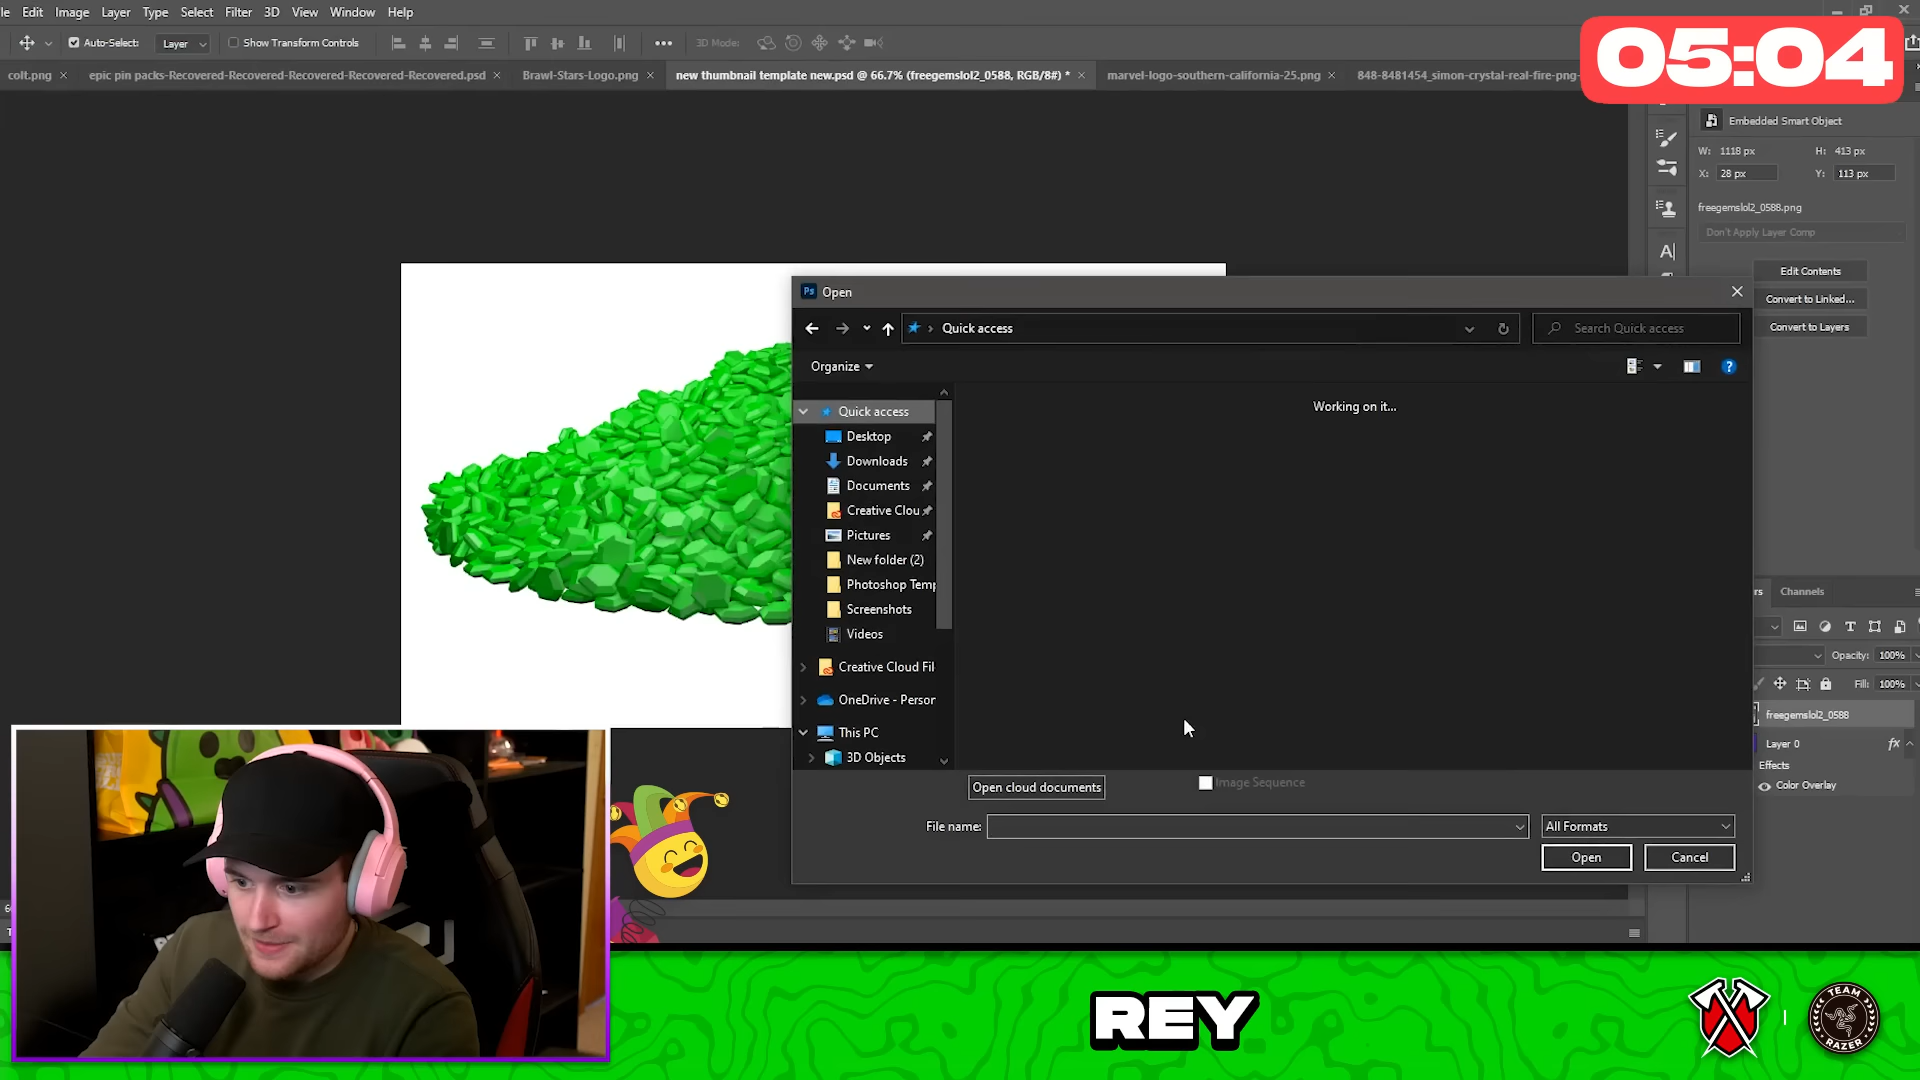 le Edit Image Layer Type Select Filter 3D View Window Help
Auto-Select: Layer Show Transform Controls 3D Mode:
colt.png epic pin packs-Recovered-Recovered-Recovered-Recovered-Recovered.psd Brawl-Stars-Logo.png new thumbnail template new.psd @ 66.7% (freegemslol2_0588, RGB/8#) * marvel-logo-southern-california-25.png 848-8481454_simon-crystal-real-fire-png-
05:04
Embedded Smart Object
W: 1118 px H: 413 px
X: 28 px Y: 113 px
freegemslol2_0588.png
Don't Apply Layer Comp
Edit Contents
Convert to Linked...
Convert to Layers
Ps Open
Quick access
Search Quick access
Organize
Working on it...
Quick access
Desktop
Downloads
Documents
Creative Clou
Pictures
New folder (2)
Photoshop Temp
Screenshots
Videos
Creative Cloud Fil
OneDrive - Person
This PC
3D Objects
Open cloud documents
Image Sequence
File name:
All Formats
Open
Cancel
rs Channels
Opacity: 100%
Fill: 100%
freegemslol2_0588
Layer 0 fx
Effects
Color Overlay
REY
TEAM
RAZER